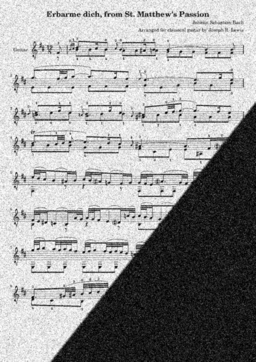 Erbarme dich, from St. Matthew's Passion
Johann Sebastian Bach
Arranged for classical guitar by Joseph R. Lewis
Guitar